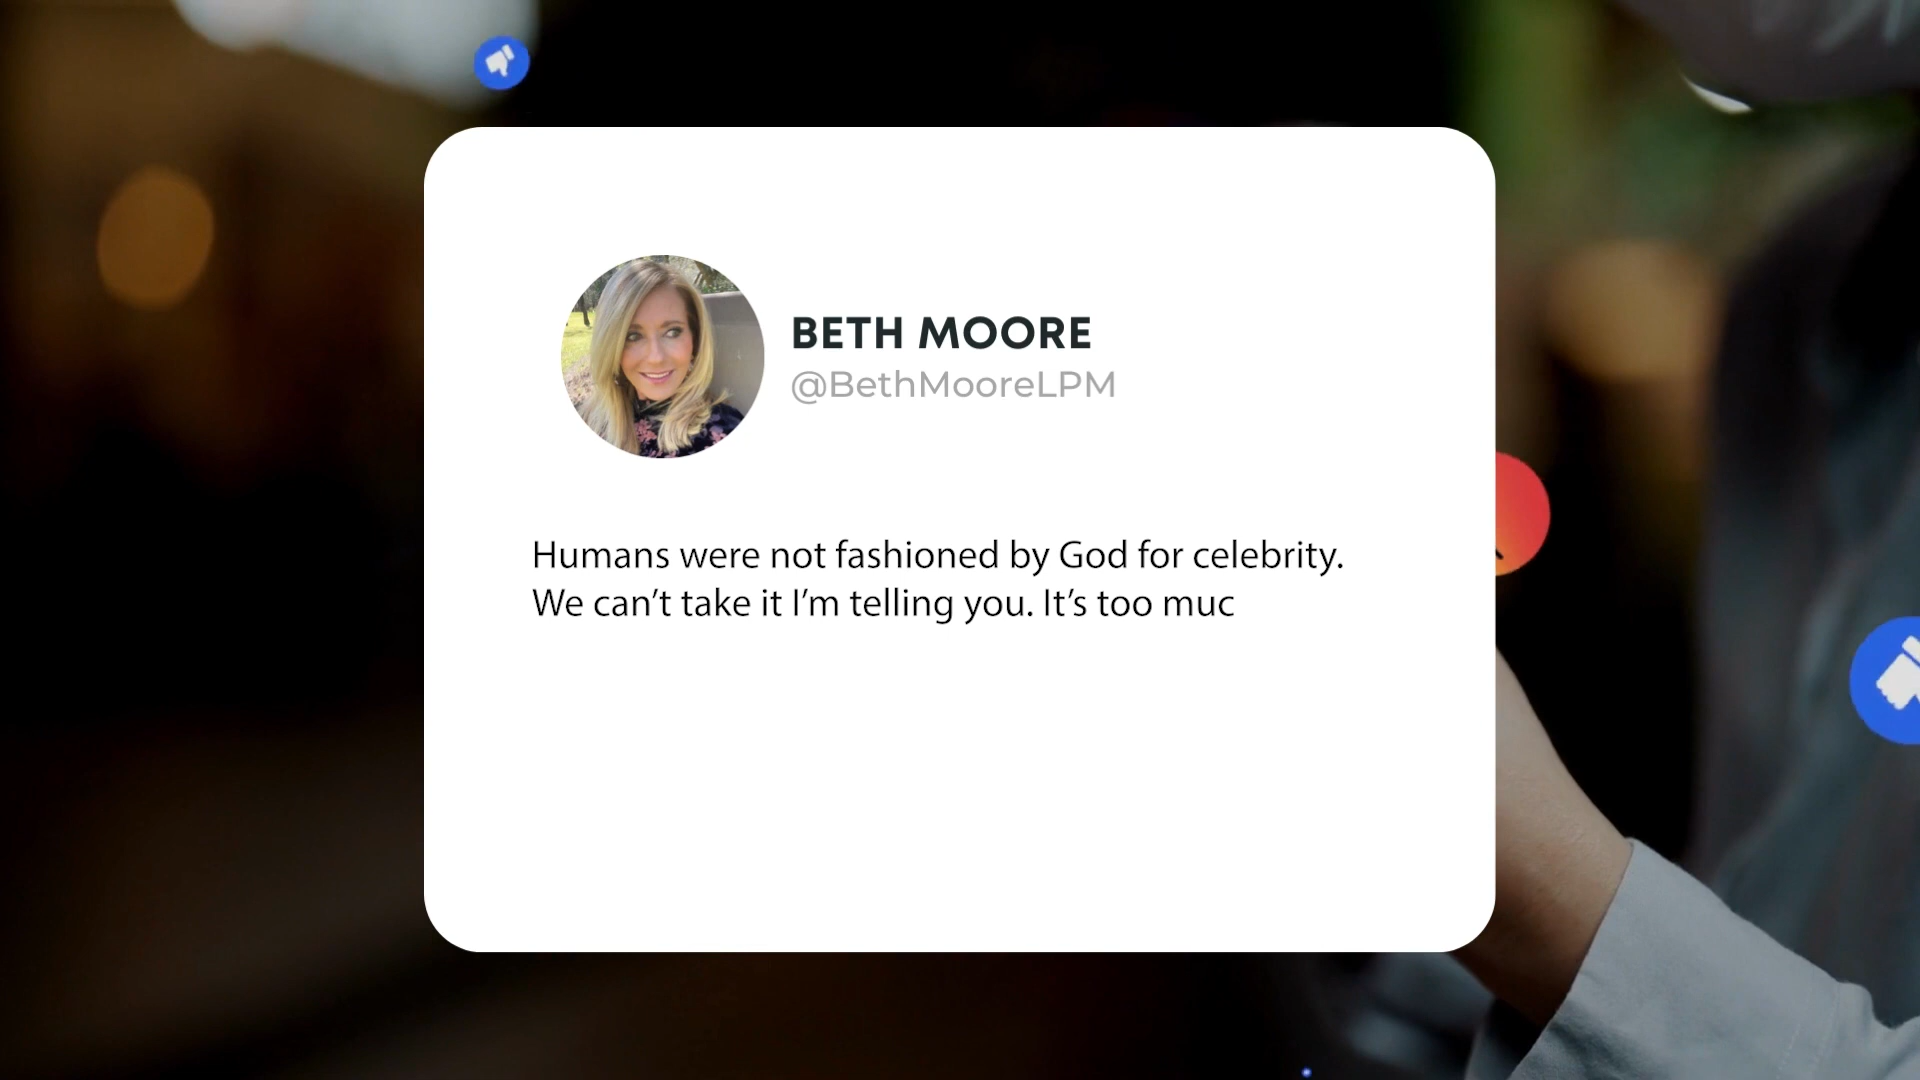 BETH MOORE
@BethMooreLPM
Humans were not fashioned by God for celebrity.
We can’t take it I’m telling you. It’s too muc